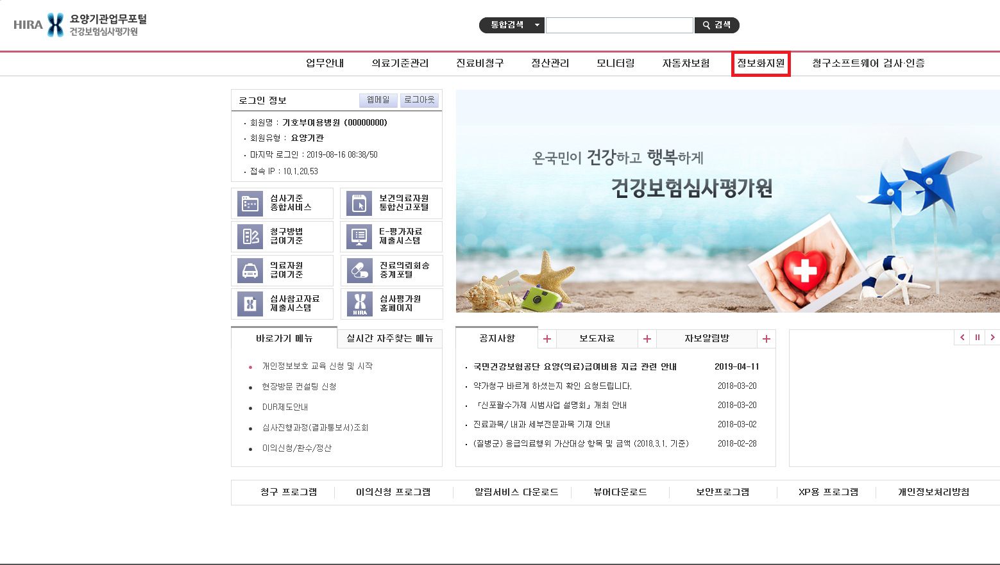 HIRA 요양기관업무포털
건강보험심사평가원
통합검색 검색
업무안내 의료기준관리 진료비청구 정산관리 모니터링 자동차보험 정보화지원 청구소프트웨어 검사·인증
로그인 정보 웹메일 로그아웃
· 회원명 : 기호부여용병원 (00000000)
· 회원유형 : 요양기관
· 마지막 로그인 : 2019-08-16 08:38/50
· 접속 IP : 10.1.20.53
심사기준
종합서비스
보건의료자원
통합신고포털
청구방법
급여기준
E-평가자료
제출시스템
의료자원
급여기준
진료의뢰회송
중계포털
심사참고자료
제출시스템
HIRA
심사평가원
홈페이지
온국민이 건강하고 행복하게
건강보험심사평가원
바로가기 메뉴 실시간 자주찾는 메뉴
• 개인정보보호 교육 신청 및 시작
• 현장방문 컨설팅 신청
• DUR제도안내
• 심사진행과정(결과통보서)조회
• 이의신청/환수/정산
공지사항 + 보도자료 + 자보알림방 +
· 국민건강보험공단 요양(의료)급여비용 지급 관련 안내 2019-04-11
· 약가청구 바르게 하셨는지 확인 요청드립니다. 2018-03-20
· 「신포괄수가제 시범사업 설명회」개최 안내 2018-03-20
· 진료과목/ 내과 세부전문과목 기재 안내 2018-03-02
· (질병군) 응급의료행위 가산대상 항목 및 금액 (2018.3.1. 기준) 2018-02-28
청구 프로그램 이의신청 프로그램 알림서비스 다운로드 뷰어다운로드 보안프로그램 XP용 프로그램 개인정보처리방침